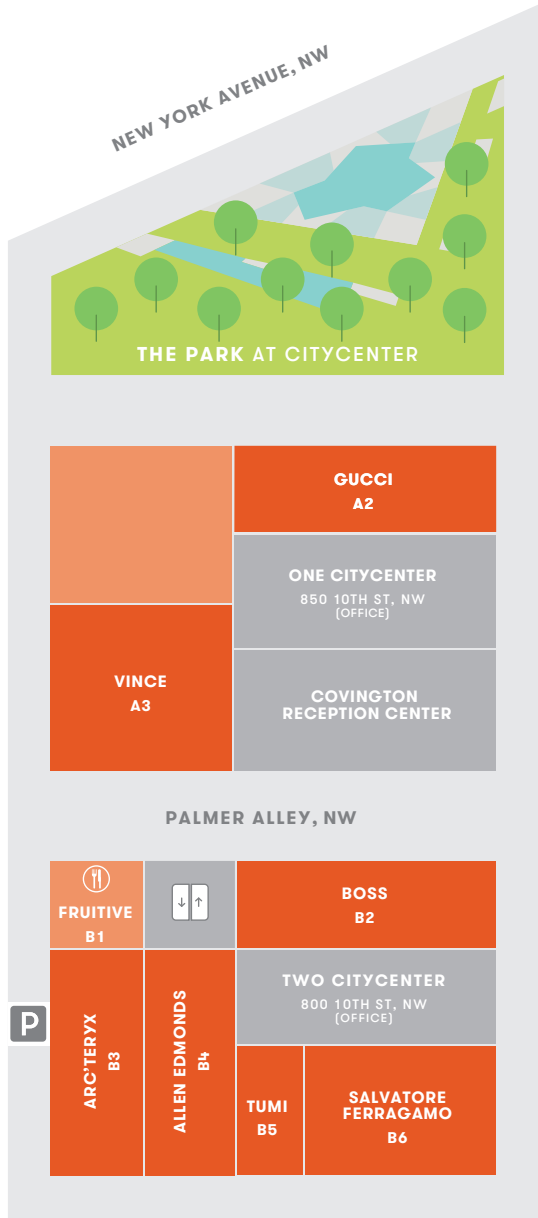 NEW YORK AVENUE, NW
THE PARK AT CITYCENTER
GUCCI
A2
ONE CITYCENTER
850 10TH ST, NW
(OFFICE)
VINCE
A3
COVINGTON
RECEPTION CENTER
PALMER ALLEY, NW
FRUITIVE
B1
BOSS
B2
TWO CITYCENTER
800 10TH ST, NW
(OFFICE)
P
ARC'TERYX
B3
ALLEN EDMONDS
B4
TUMI
B5
SALVATORE
FERRAGAMO
B6